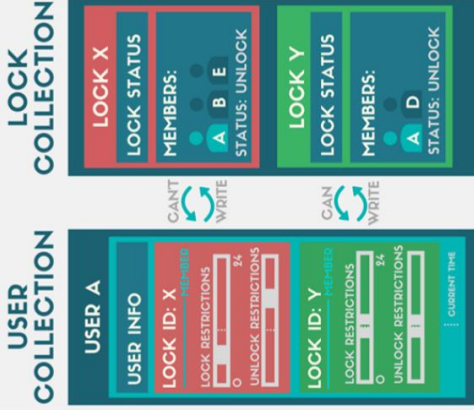 LOCK
COLLECTION
LOCK X
LOCK STATUS
MEMBERS:
A B E
STATUS: UNLOCK
LOCK Y
LOCK STATUS
MEMBERS:
A D
STATUS: UNLOCK
CAN'T
WRITE
CAN
WRITE
USER
COLLECTION
USER A
USER INFO
LOCK ID: X
MEMBER
LOCK RESTRICTIONS
0 24
UNLOCK RESTRICTIONS
LOCK ID: Y
MEMBER
LOCK RESTRICTIONS
0 24
UNLOCK RESTRICTIONS
CURRENT TIME